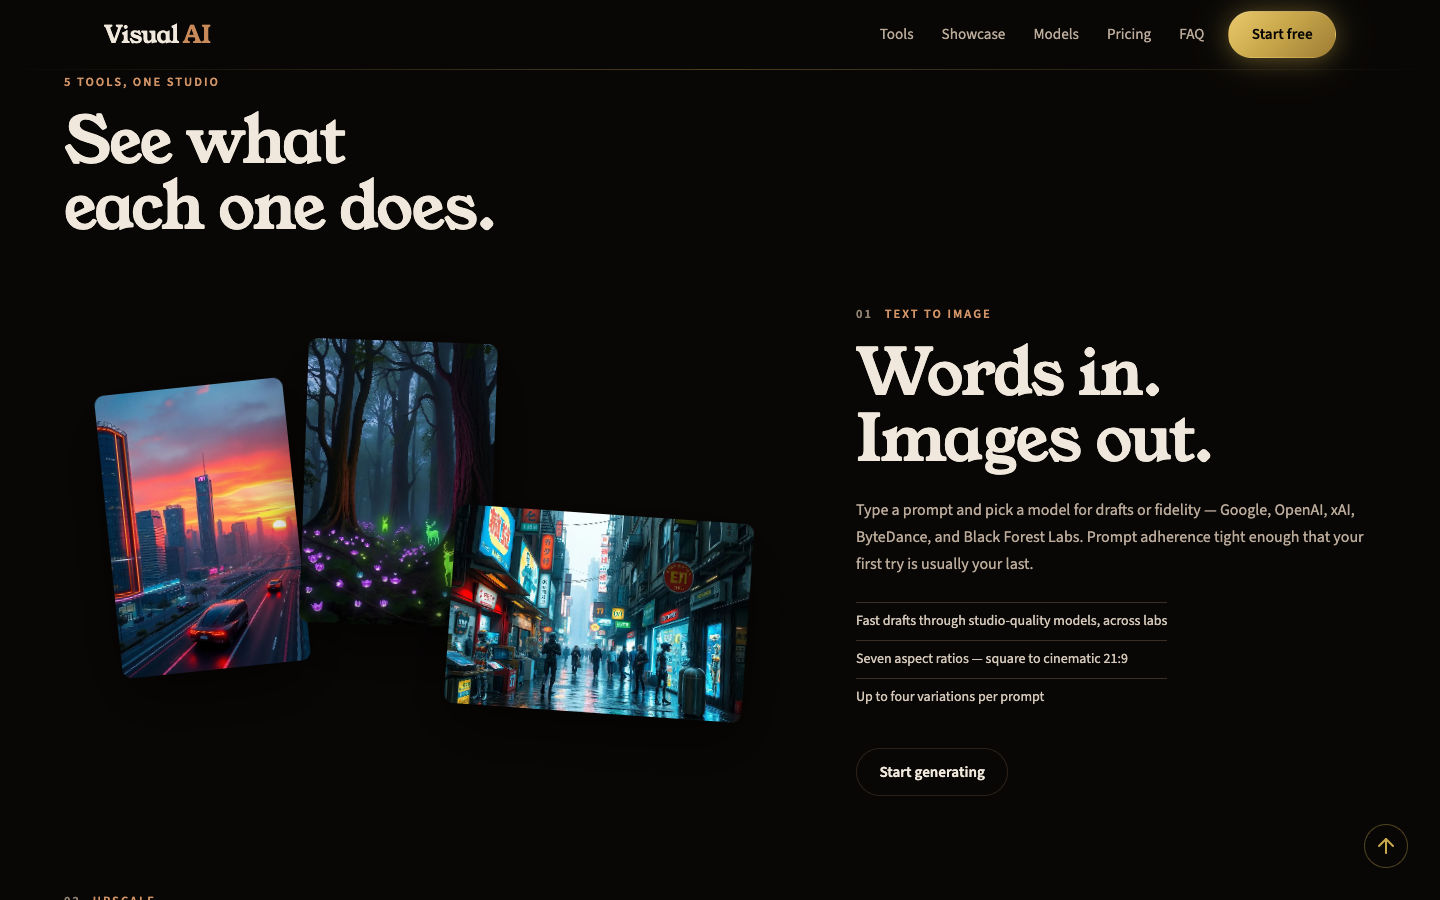 Visual AI
Tools
Showcase
Models
Pricing
FAQ
Start free
5 TOOLS, ONE STUDIO
See what
each one does.
01 TEXT TO IMAGE
Words in.
Images out.
Type a prompt and pick a model for drafts or fidelity — Google, OpenAI, xAI,
ByteDance, and Black Forest Labs. Prompt adherence tight enough that your
first try is usually your last.
Fast drafts through studio-quality models, across labs
Seven aspect ratios — square to cinematic 21:9
Up to four variations per prompt
Start generating